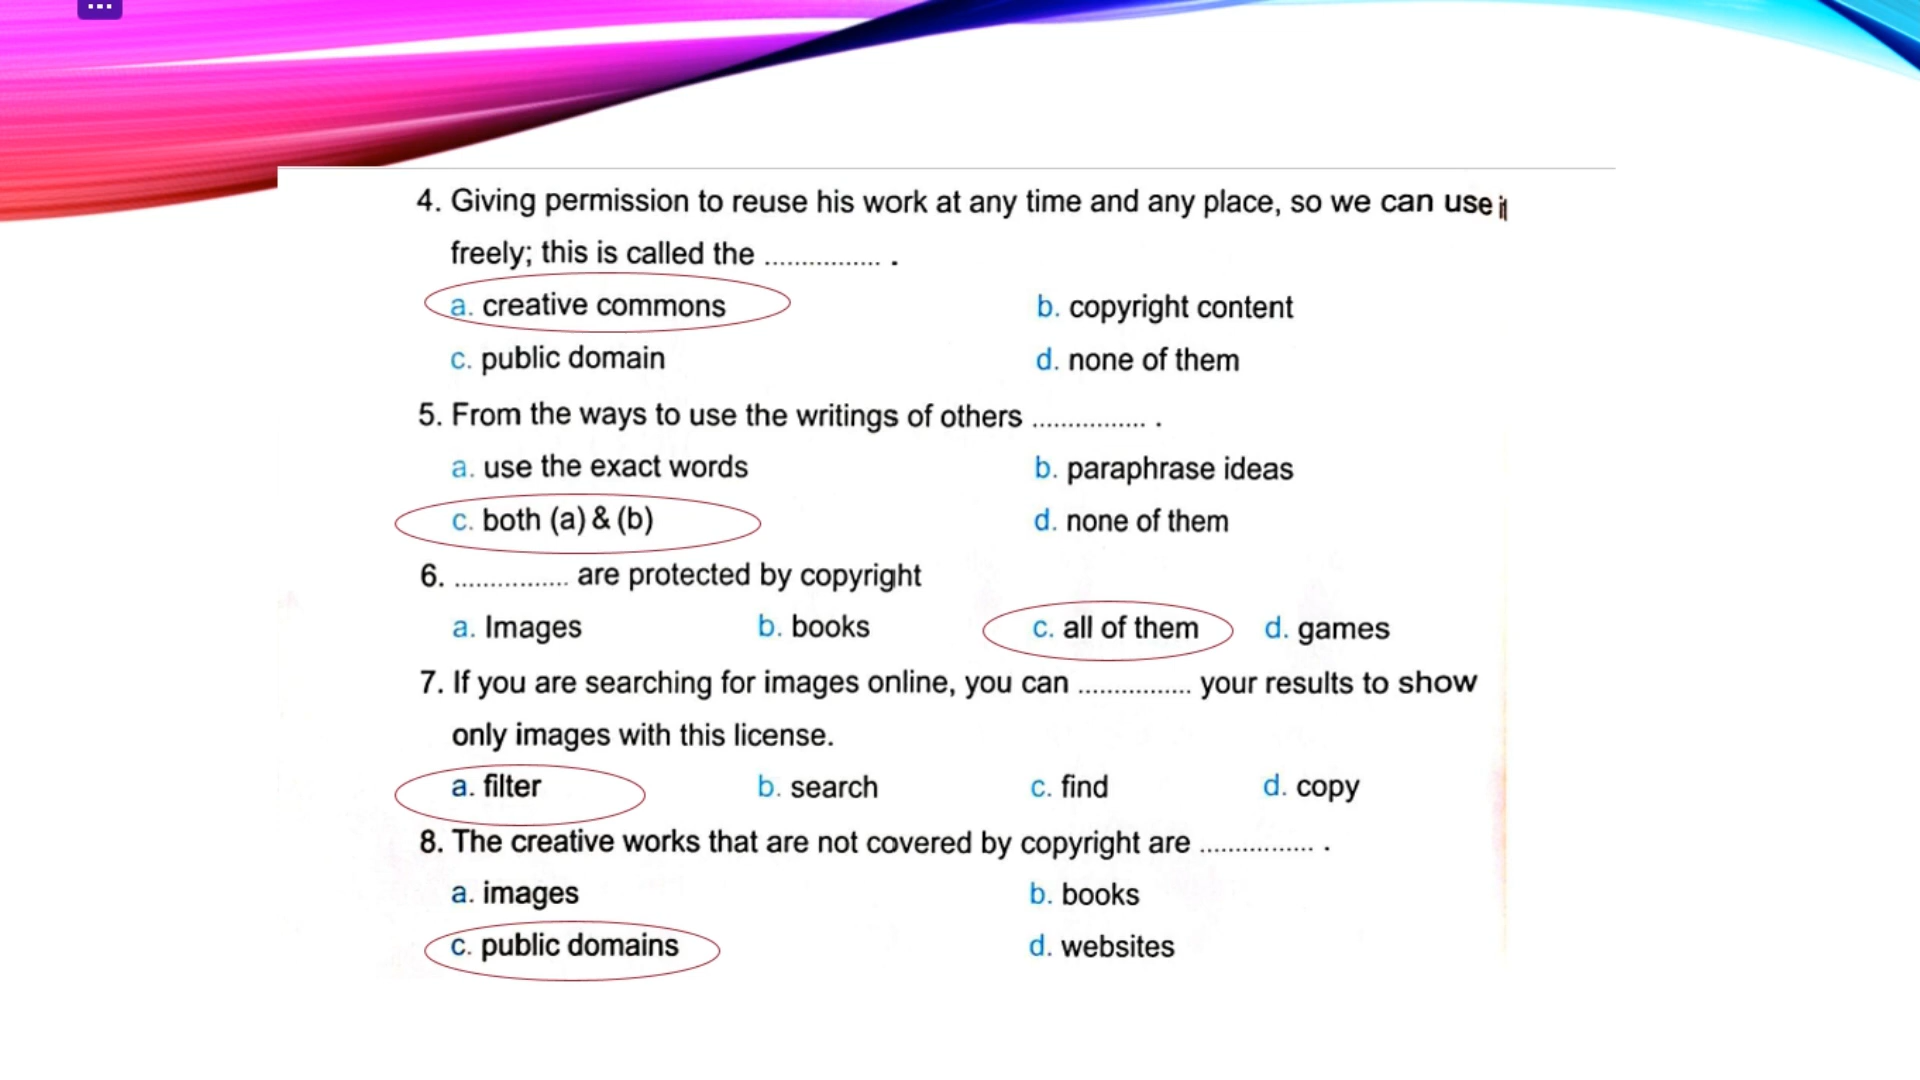 4. Giving permission to reuse his work at any time and any place, so we can use
freely; this is called the ................ .
a. creative commons b. copyright content
c. public domain d. none of them
5. From the ways to use the writings of others ................ .
a. use the exact words b. paraphrase ideas
c. both (a) & (b) d. none of them
6. ................ are protected by copyright
a. Images b. books c. all of them d. games
7. If you are searching for images online, you can ................ your results to show
only images with this license.
a. filter b. search c. find d. copy
8. The creative works that are not covered by copyright are ................ .
a. images b. books
c. public domains d. websites